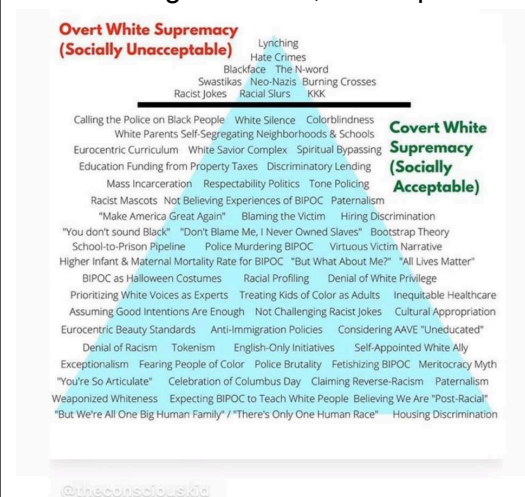 Overt White Supremacy
(Socially Unacceptable)
Lynching
Hate Crimes
Blackface The N-word
Swastikas Neo-Nazis Burning Crosses
Racist Jokes Racial Slurs KKK
Calling the Police on Black People White Silence Colorblindness
White Parents Self-Segregating Neighborhoods & Schools
Covert White
Supremacy
(Socially
Acceptable)
Eurocentric Curriculum White Savior Complex Spiritual Bypassing
Education Funding from Property Taxes Discriminatory Lending
Mass Incarceration Respectability Politics Tone Policing
Racist Mascots Not Believing Experiences of BIPOC Paternalism
"Make America Great Again" Blaming the Victim Hiring Discrimination
"You don't sound Black" "Don't Blame Me, I Never Owned Slaves" Bootstrap Theory
School-to-Prison Pipeline Police Murdering BIPOC Virtuous Victim Narrative
Higher Infant & Maternal Mortality Rate for BIPOC "But What About Me?" "All Lives Matter"
BIPOC as Halloween Costumes Racial Profiling Denial of White Privilege
Prioritizing White Voices as Experts Treating Kids of Color as Adults Inequitable Healthcare
Assuming Good Intentions Are Enough Not Challenging Racist Jokes Cultural Appropriation
Eurocentric Beauty Standards Anti-Immigration Policies Considering AAVE "Uneducated"
Denial of Racism Tokenism English-Only Initiatives Self-Appointed White Ally
Exceptionalism Fearing People of Color Police Brutality Fetishizing BIPOC Meritocracy Myth
"You're So Articulate" Celebration of Columbus Day Claiming Reverse-Racism Paternalism
Weaponized Whiteness Expecting BIPOC to Teach White People Believing We Are "Post-Racial"
"But We're All One Big Human Family" / "There's Only One Human Race" Housing Discrimination
@theconsciouskid